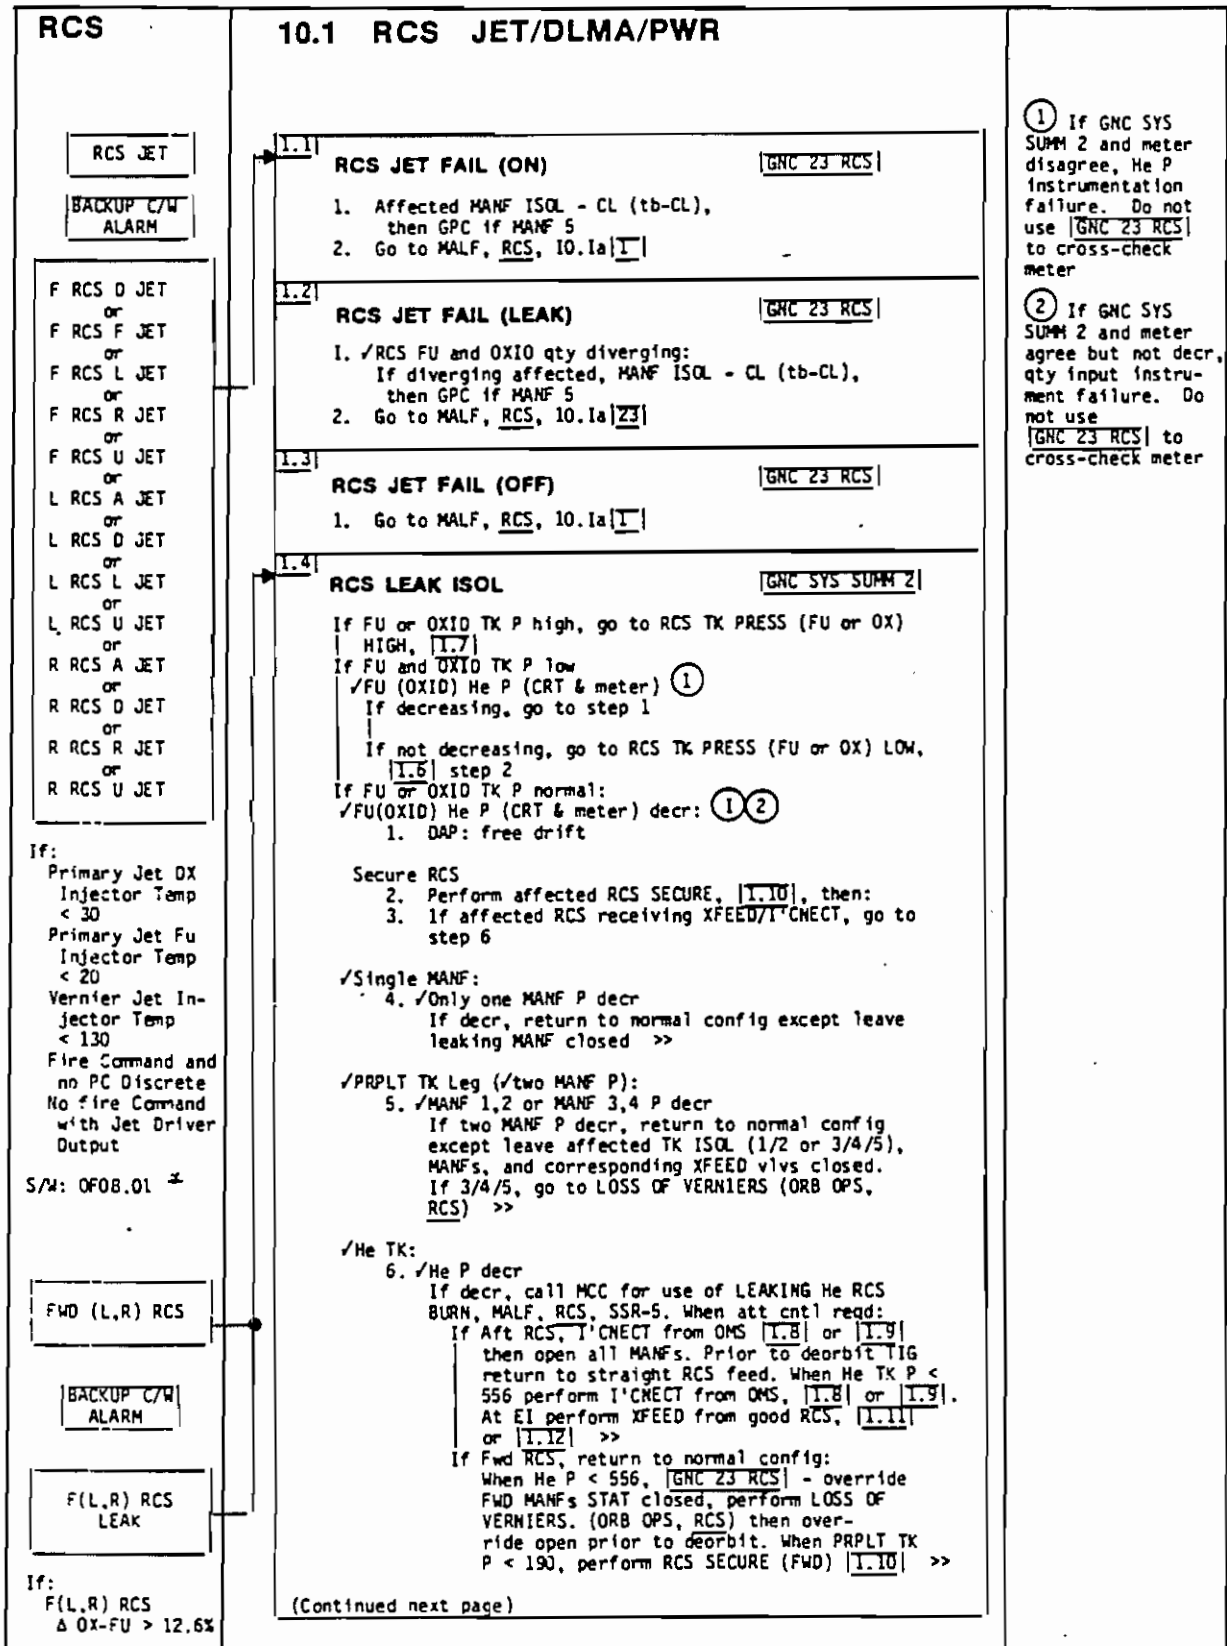 RCS
10.1 RCS JET/DLMA/PWR
RCS JET
BACKUP C/W
ALARM
F RCS D JET
or
F RCS F JET
or
F RCS L JET
or
F RCS R JET
or
F RCS U JET
or
L RCS A JET
or
L RCS D JET
or
L RCS L JET
or
L RCS U JET
or
R RCS A JET
or
R RCS D JET
or
R RCS R JET
or
R RCS U JET
If:
Primary Jet OX
Injector Temp
< 30
Primary Jet Fu
Injector Temp
< 20
Vernier Jet In-
jector Temp
< 130
Fire Command and
no PC Discrete
No fire Command
with Jet Driver
Output
S/W: OF08.01 *
FWD (L,R) RCS
BACKUP C/W
ALARM
F(L,R) RCS
LEAK
If:
F(L,R) RCS
Δ OX-FU > 12.6%
1.1
RCS JET FAIL (ON) GNC 23 RCS
1. Affected MANF ISOL - CL (tb-CL),
then GPC if MANF 5
2. Go to MALF, RCS, 10.1a 1
1.2
RCS JET FAIL (LEAK) GNC 23 RCS
1. √RCS FU and OXID qty diverging:
If diverging affected, MANF ISOL - CL (tb-CL),
then GPC if MANF 5
2. Go to MALF, RCS, 10.1a 23
1.3
RCS JET FAIL (OFF) GNC 23 RCS
1. Go to MALF, RCS, 10.1a 1
1.4
RCS LEAK ISOL GNC SYS SUMM 2
If FU or OXID TK P high, go to RCS TK PRESS (FU or OX)
HIGH, 1.7
If FU and OXID TK P low
√FU (OXID) He P (CRT & meter) 1
If decreasing, go to step 1
If not decreasing, go to RCS TK PRESS (FU or OX) LOW,
1.6 step 2
If FU or OXID TK P normal:
√FU(OXID) He P (CRT & meter) decr: 1 2
1. DAP: free drift
Secure RCS
2. Perform affected RCS SECURE, 1.10, then:
3. If affected RCS receiving XFEED/I'CNECT, go to
step 6
√Single MANF:
4. √Only one MANF P decr
If decr, return to normal config except leave
leaking MANF closed >>
√PRPLT TK Leg (√two MANF P):
5. √MANF 1,2 or MANF 3,4 P decr
If two MANF P decr, return to normal config
except leave affected TK ISOL (1/2 or 3/4/5),
MANFs, and corresponding XFEED vlvs closed.
If 3/4/5, go to LOSS OF VERNIERS (ORB OPS,
RCS) >>
√He TK:
6. √He P decr
If decr, call MCC for use of LEAKING He RCS
BURN, MALF, RCS, SSR-5. When att cntl reqd:
If Aft RCS, I'CNECT from OMS 1.8 or 1.9
then open all MANFs. Prior to deorbit TIG
return to straight RCS feed. When He TK P <
556 perform I'CNECT from OMS, 1.8 or 1.9.
At EI perform XFEED from good RCS, 1.11
or 1.12 >>
If Fwd RCS, return to normal config:
When He P < 556, GNC 23 RCS - override
FWD MANFs STAT closed, perform LOSS OF
VERNIERS. (ORB OPS, RCS) then over-
ride open prior to deorbit. When PRPLT TK
P < 190, perform RCS SECURE (FWD) 1.10 >>
(Continued next page)
1 If GNC SYS
SUMM 2 and meter
disagree, He P
instrumentation
failure. Do not
use GNC 23 RCS
to cross-check
meter
2 If GNC SYS
SUMM 2 and meter
agree but not decr,
qty input instru-
ment failure. Do
not use
GNC 23 RCS to
cross-check meter